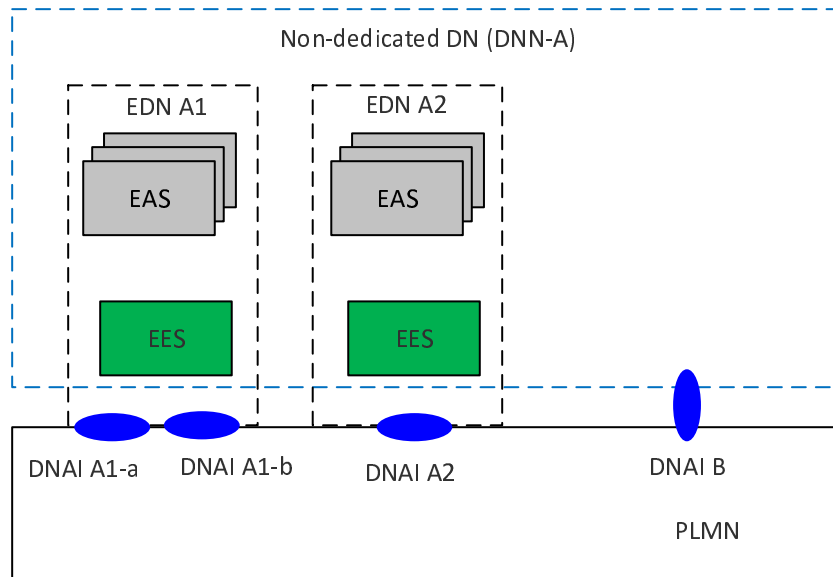 Non-dedicated DN (DNN-A)
EDN A1
EDN A2
EAS
EAS
EES
EES
DNAI A1-a
DNAI A1-b
DNAI A2
DNAI B
PLMN